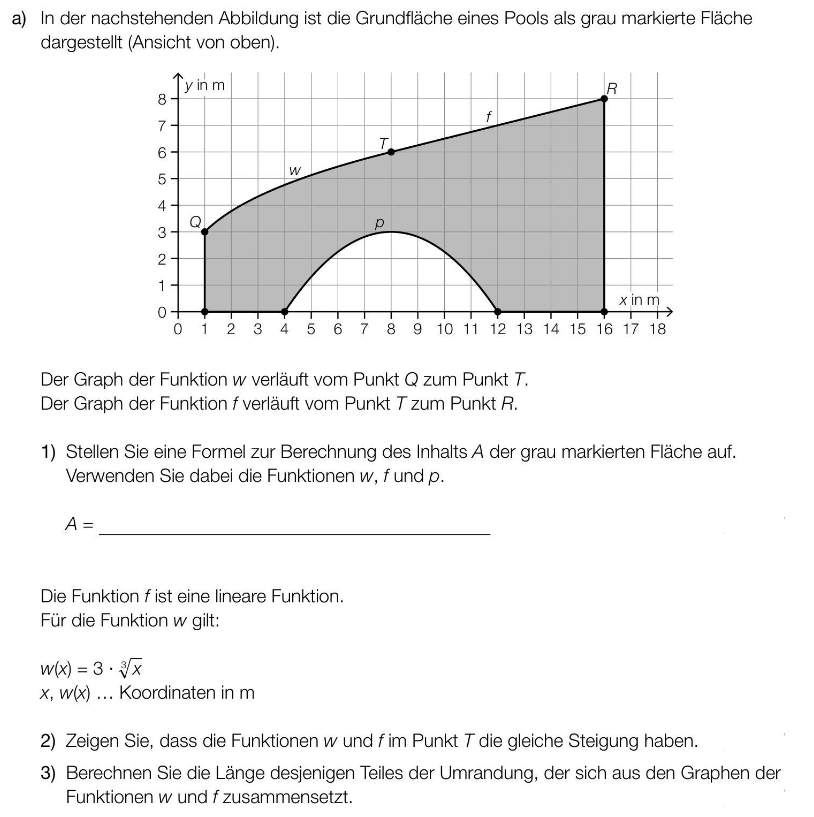 a) In der nachstehenden Abbildung ist die Grundfläche eines Pools als grau markierte Fläche
dargestellt (Ansicht von oben).
y in m
8
7
6
5
4
3
2
1
0
Q
w
T
f
R
p
x in m
0 1 2 3 4 5 6 7 8 9 10 11 12 13 14 15 16 17 18
Der Graph der Funktion w verläuft vom Punkt Q zum Punkt T.
Der Graph der Funktion f verläuft vom Punkt T zum Punkt R.
1) Stellen Sie eine Formel zur Berechnung des Inhalts A der grau markierten Fläche auf.
Verwenden Sie dabei die Funktionen w, f und p.
A =
Die Funktion f ist eine lineare Funktion.
Für die Funktion w gilt:
w(x) = 3 · ∛x
x, w(x) … Koordinaten in m
2) Zeigen Sie, dass die Funktionen w und f im Punkt T die gleiche Steigung haben.
3) Berechnen Sie die Länge desjenigen Teiles der Umrandung, der sich aus den Graphen der
Funktionen w und f zusammensetzt.